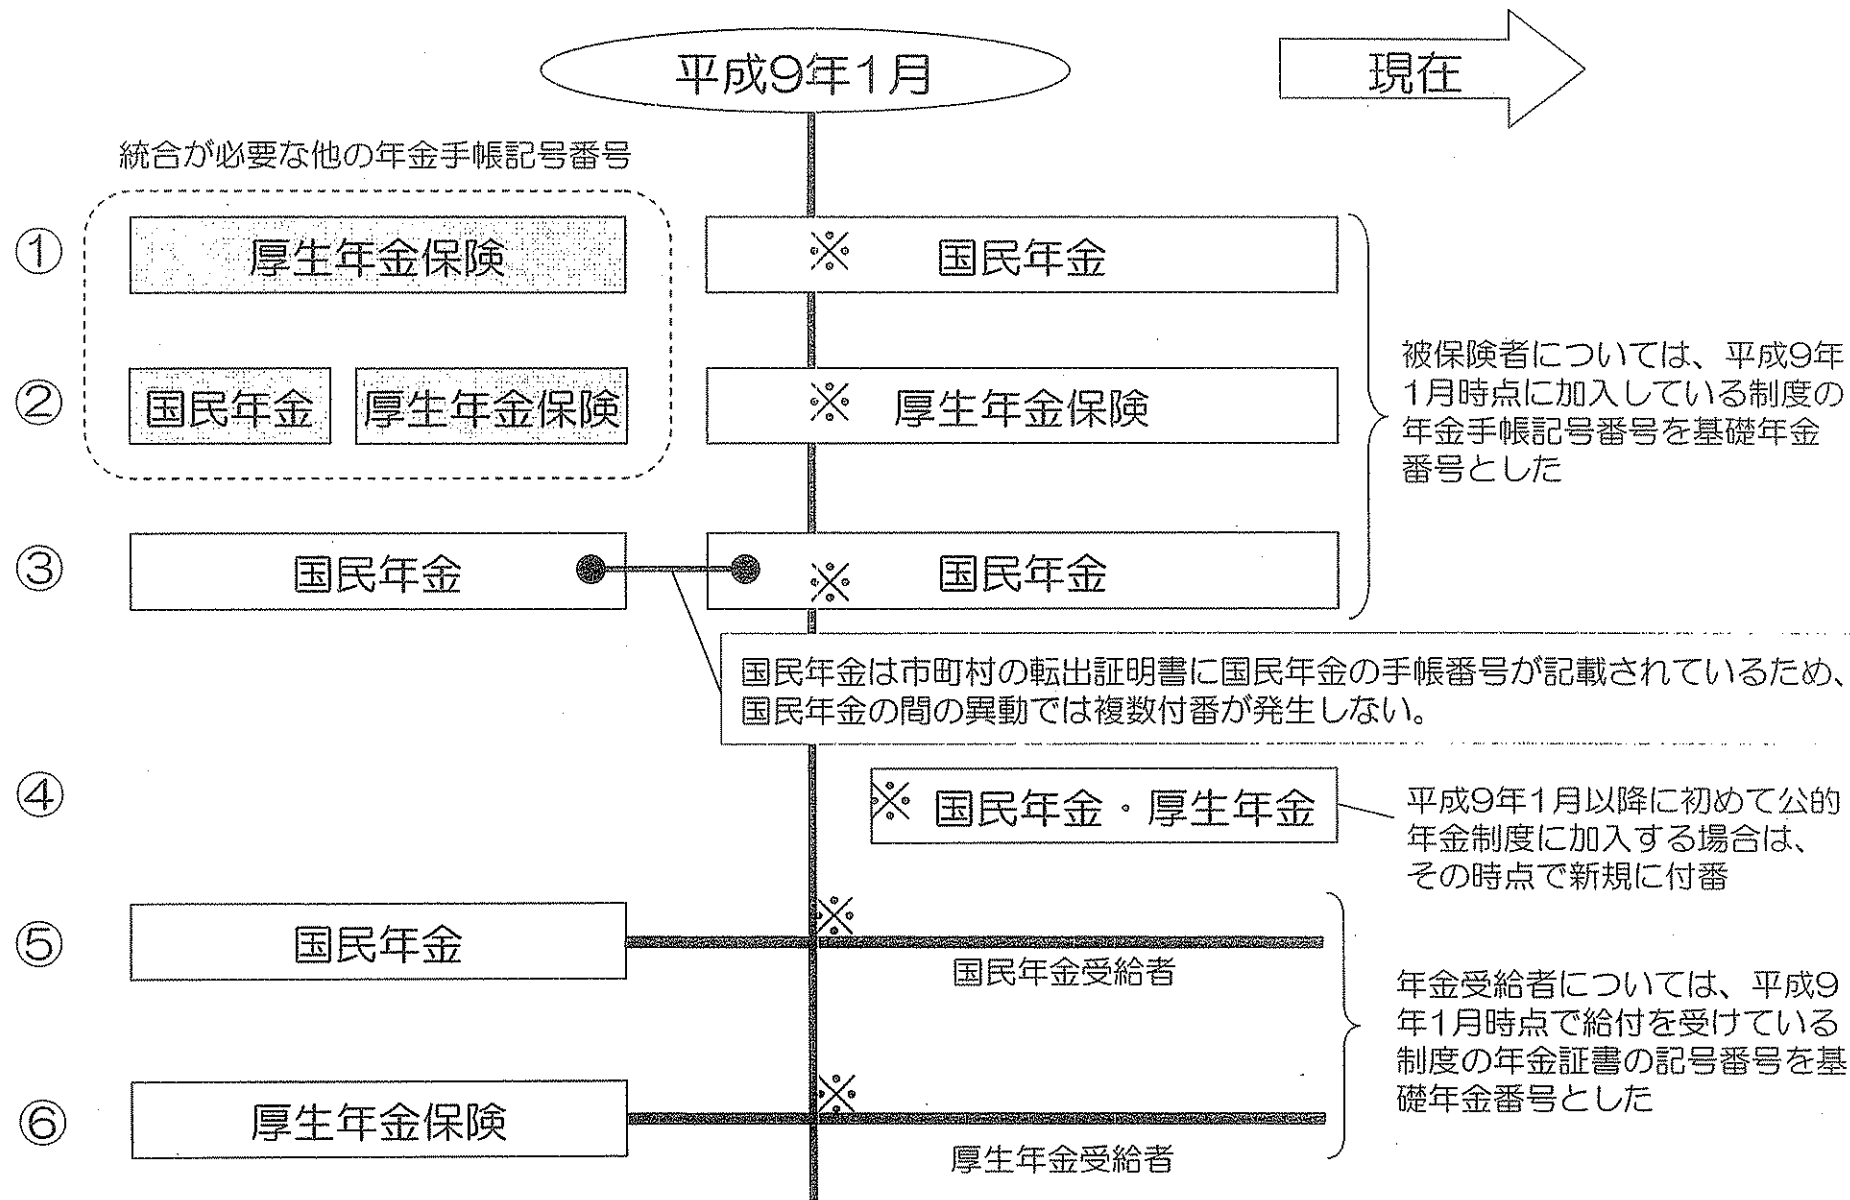 平成9年1月
現在
統合が必要な他の年金手帳記号番号
①
厚生年金保険
※
国民年金
②
国民年金
厚生年金保険
※
厚生年金保険
被保険者については、平成9年
1月時点に加入している制度の
年金手帳記号番号を基礎年金
番号とした
③
国民年金
※
国民年金
国民年金は市町村の転出証明書に国民年金の手帳番号が記載されているため、
国民年金の間の異動では複数付番が発生しない。
④
※ 国民年金・厚生年金
平成9年1月以降に初めて公的
年金制度に加入する場合は、
その時点で新規に付番
⑤
国民年金
※
国民年金受給者
年金受給者については、平成9
年1月時点で給付を受けている
制度の年金証書の記号番号を基
礎年金番号とした
⑥
厚生年金保険
※
厚生年金受給者